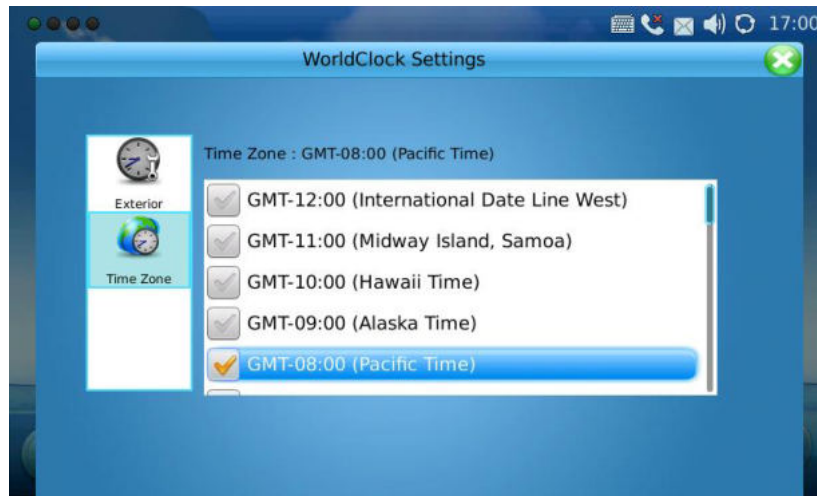 17:00
WorldClock Settings
Exterior
Time Zone
Time Zone : GMT-08:00 (Pacific Time)
GMT-12:00 (International Date Line West)
GMT-11:00 (Midway Island, Samoa)
GMT-10:00 (Hawaii Time)
GMT-09:00 (Alaska Time)
GMT-08:00 (Pacific Time)